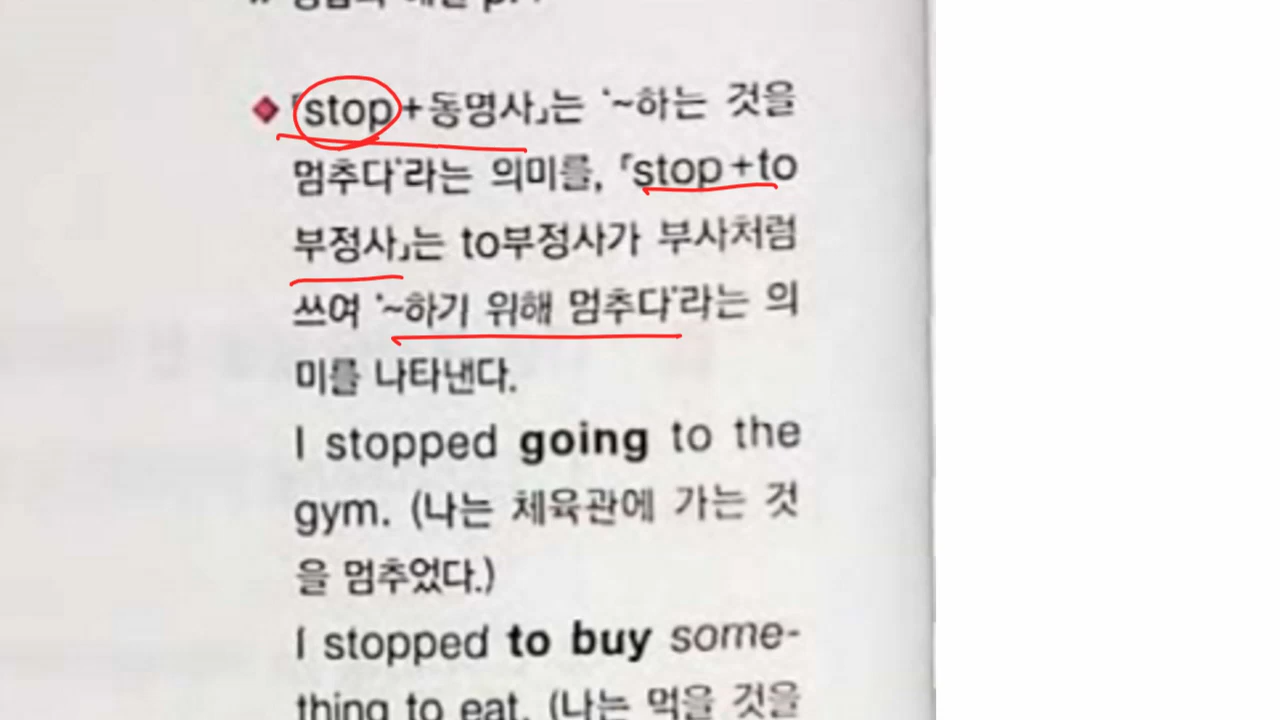 「stop+동명사」는 '~하는 것을
멈추다'라는 의미를, 「stop+to
부정사」는 to부정사가 부사처럼
쓰여 '~하기 위해 멈추다'라는 의
미를 나타낸다.
I stopped going to the
gym. (나는 체육관에 가는 것
을 멈추었다.)
I stopped to buy some-
thing to eat. (나는 먹을 것을